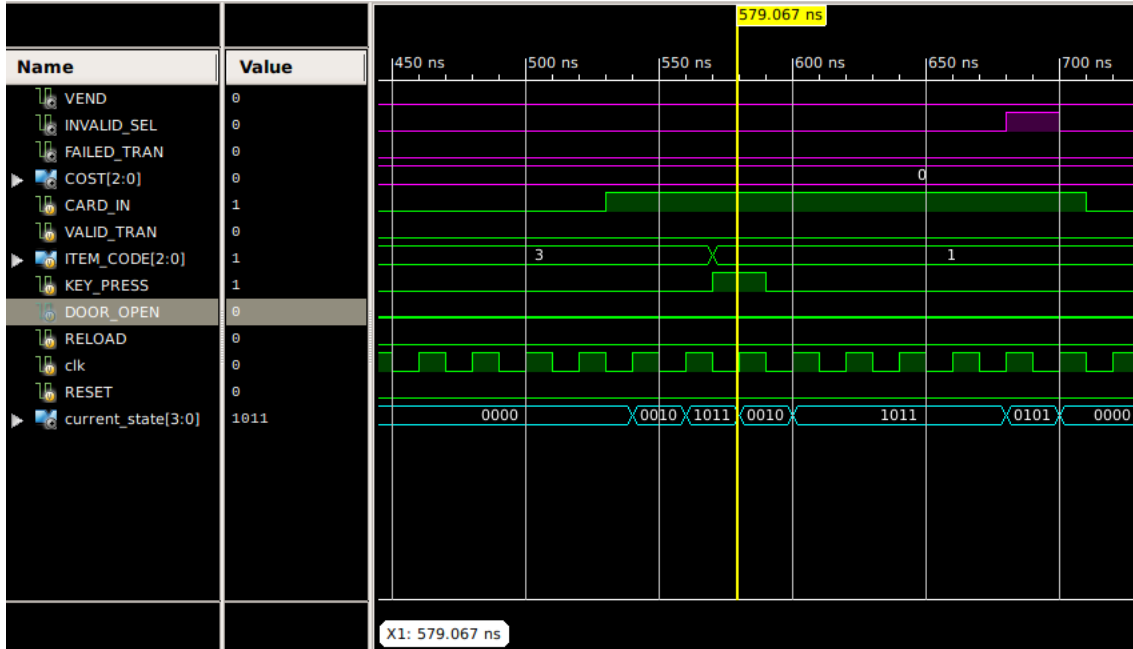 579.067 ns
Name Value
450 ns 500 ns 550 ns 600 ns 650 ns 700 ns
VEND 0
INVALID_SEL 0
FAILED_TRAN 0
COST[2:0] 0 0
CARD_IN 1
VALID_TRAN 0
ITEM_CODE[2:0] 1 3 1
KEY_PRESS 1
DOOR_OPEN 0
RELOAD 0
clk 0
RESET 0
current_state[3:0] 1011 0000 0010 1011 0010 1011 0101 0000
X1: 579.067 ns